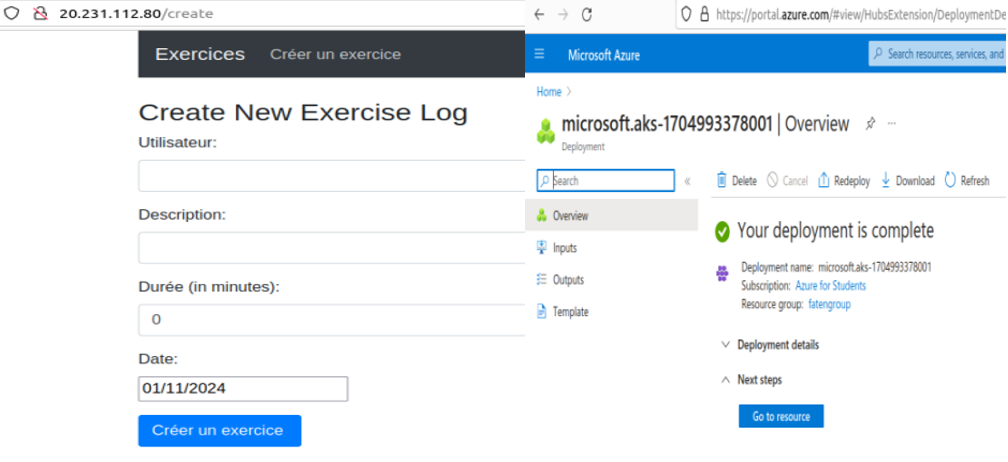 20.231.112.80/create
Exercices Créer un exercice
Create New Exercise Log
Utilisateur:
Description:
Durée (in minutes):
0
Date:
01/11/2024
Créer un exercice
https://portal.azure.com/#view/HubsExtension/DeploymentDe
Microsoft Azure
Search resources, services, and
Home >
microsoft.aks-1704993378001 | Overview ...
Deployment
Search
«
Delete Cancel Redeploy Download Refresh
Overview
Inputs
Outputs
Template
Your deployment is complete
Deployment name: microsoft.aks-1704993378001
Subscription: Azure for Students
Resource group: fatengroup
Deployment details
Next steps
Go to resource